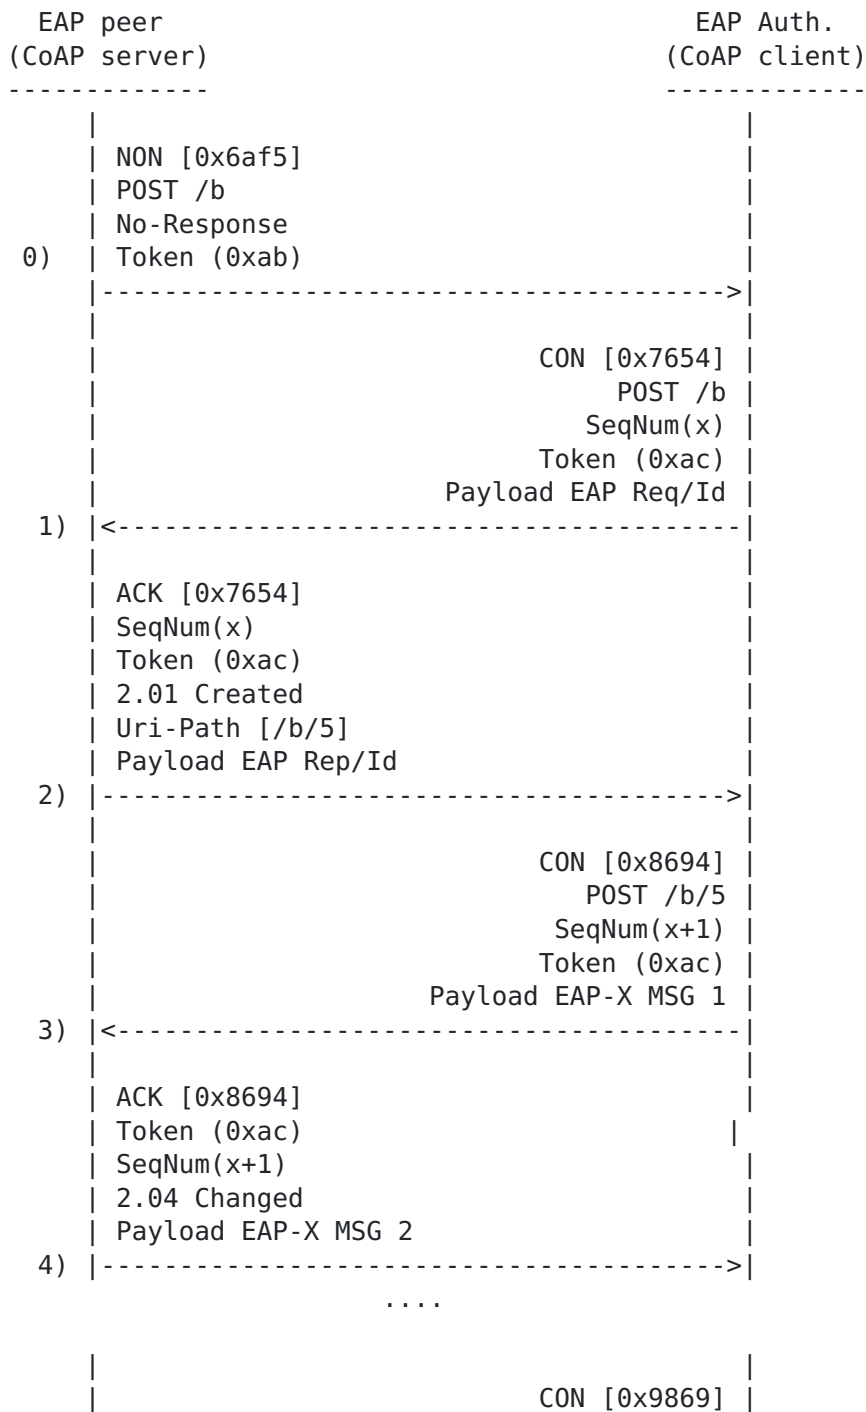 EAP peer                                  EAP Auth.
(CoAP server)                             (CoAP client)
-------------                             -------------
     |                                         |
     | NON [0x6af5]                            |
     | POST /b                                 |
     | No-Response                             |
 0)  | Token (0xab)                            |
     |---------------------------------------->|
     |                                         |
     |                            CON [0x7654] |
     |                                 POST /b |
     |                               SeqNum(x) |
     |                            Token (0xac) |
     |                      Payload EAP Req/Id |
  1) |<----------------------------------------|
     |                                         |
     | ACK [0x7654]                            |
     | SeqNum(x)                               |
     | Token (0xac)                            |
     | 2.01 Created                            |
     | Uri-Path [/b/5]                         |
     | Payload EAP Rep/Id                      |
  2) |---------------------------------------->|
     |                                         |
     |                            CON [0x8694] |
     |                               POST /b/5 |
     |                             SeqNum(x+1) |
     |                            Token (0xac) |
     |                     Payload EAP-X MSG 1 |
  3) |<----------------------------------------|
     |                                         |
     | ACK [0x8694]                            |
     | Token (0xac)                           |
     | SeqNum(x+1)                             |
     | 2.04 Changed                            |
     | Payload EAP-X MSG 2                     |
  4) |---------------------------------------->|
                        ....

     |                                         |
     |                            CON [0x9869] |